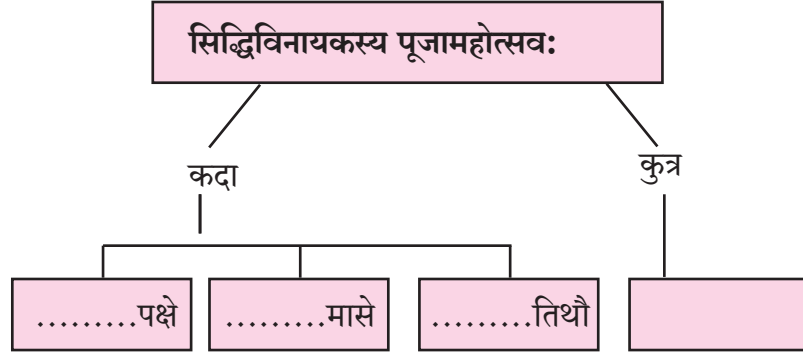 सिद्धिविनायकस्य पूजामहोत्सव:
कदा
कुत्र
.........पक्षे
.........मासे
.........तिथौ